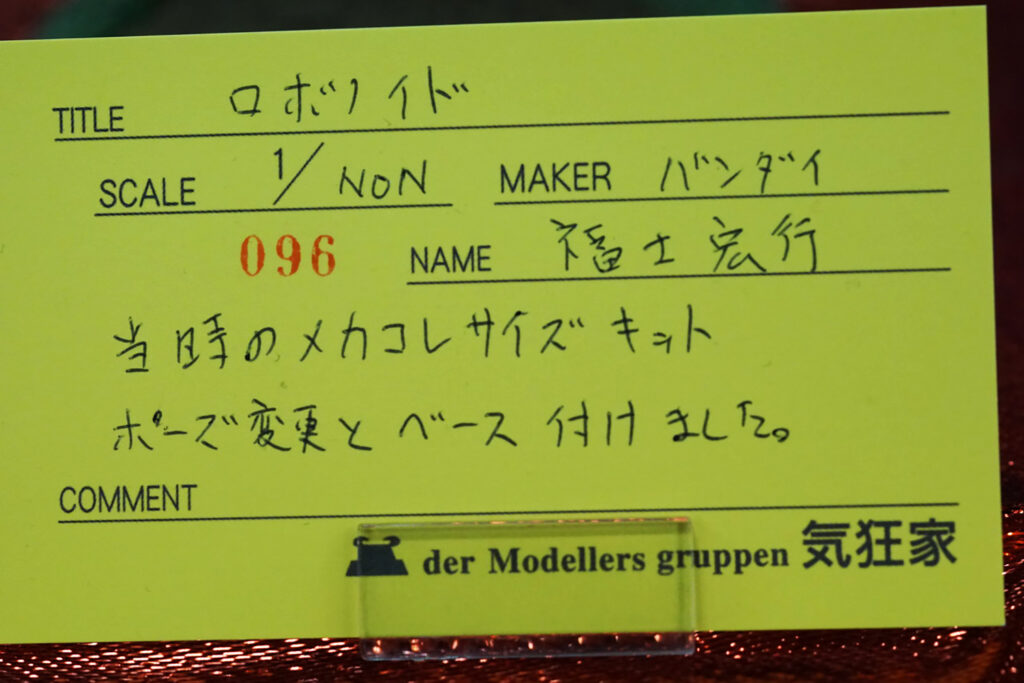 TITLE ロボノイド
SCALE 1/NON MAKER バンダイ
096 NAME 福士宏行
当時のメカコレサイズキット
ポーズ変更とベース付けました。
COMMENT
der Modellers gruppen 気狂家